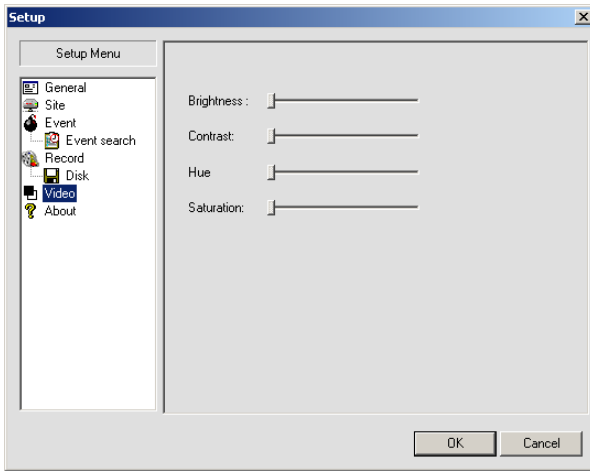 Setup
Setup Menu
General
Site
Event
Event search
Record
Disk
Video
About
Brightness :
Contrast:
Hue
Saturation:
OK
Cancel